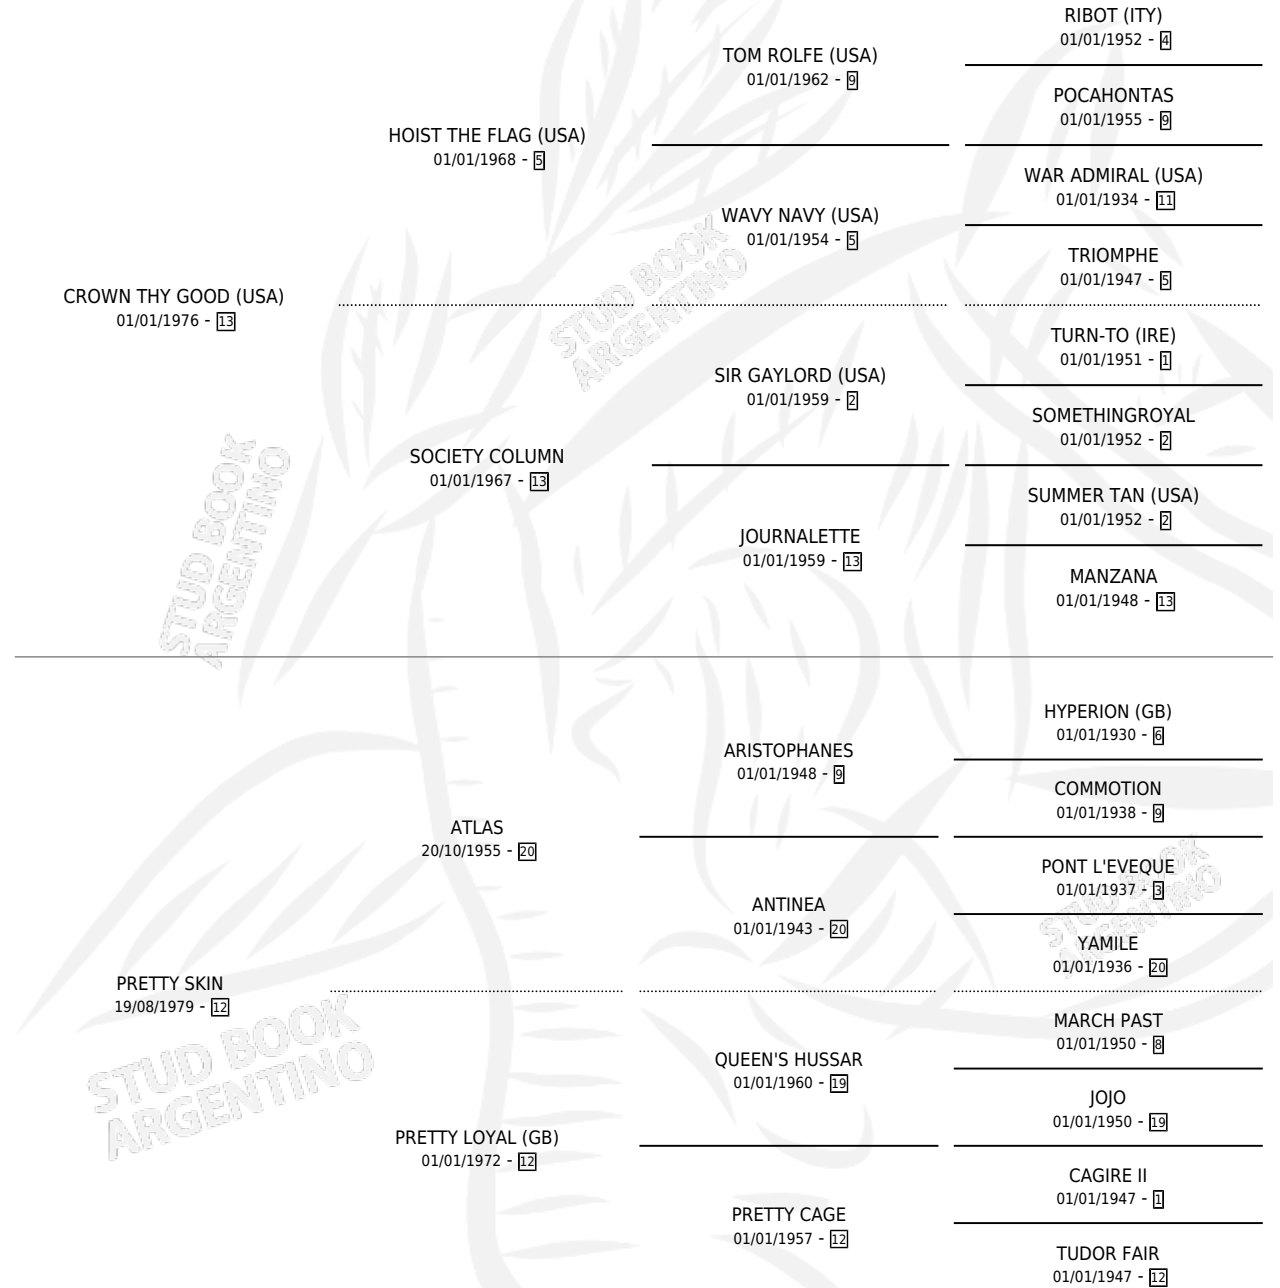 RIBOT (ITY)
01/01/1952 - 4
TOM ROLFE (USA)
01/01/1962 - 9
POCAHONTAS
01/01/1955 - 9
HOIST THE FLAG (USA)
01/01/1968 - 5
WAR ADMIRAL (USA)
01/01/1934 - 11
WAVY NAVY (USA)
01/01/1954 - 5
TRIOMPHE
01/01/1947 - 5
CROWN THY GOOD (USA)
01/01/1976 - 13
TURN-TO (IRE)
01/01/1951 - 1
SIR GAYLORD (USA)
01/01/1959 - 2
SOMETHINGROYAL
01/01/1952 - 2
SOCIETY COLUMN
01/01/1967 - 13
SUMMER TAN (USA)
01/01/1952 - 2
JOURNALETTE
01/01/1959 - 13
MANZANA
01/01/1948 - 13
HYPERION (GB)
01/01/1930 - 6
ARISTOPHANES
01/01/1948 - 9
COMMOTION
01/01/1938 - 9
ATLAS
20/10/1955 - 20
PONT L'EVEQUE
01/01/1937 - 3
ANTINEA
01/01/1943 - 20
YAMILE
01/01/1936 - 20
PRETTY SKIN
19/08/1979 - 12
MARCH PAST
01/01/1950 - 8
QUEEN'S HUSSAR
01/01/1960 - 19
JOJO
01/01/1950 - 19
PRETTY LOYAL (GB)
01/01/1972 - 12
CAGIRE II
01/01/1947 - 1
PRETTY CAGE
01/01/1957 - 12
TUDOR FAIR
01/01/1947 - 12
STUD BOOK
ARGENTINO
STUD BOOK
ARGENTINO
STUD BOOK
ARGENTINO
STUD BOOK
ARGENTINO